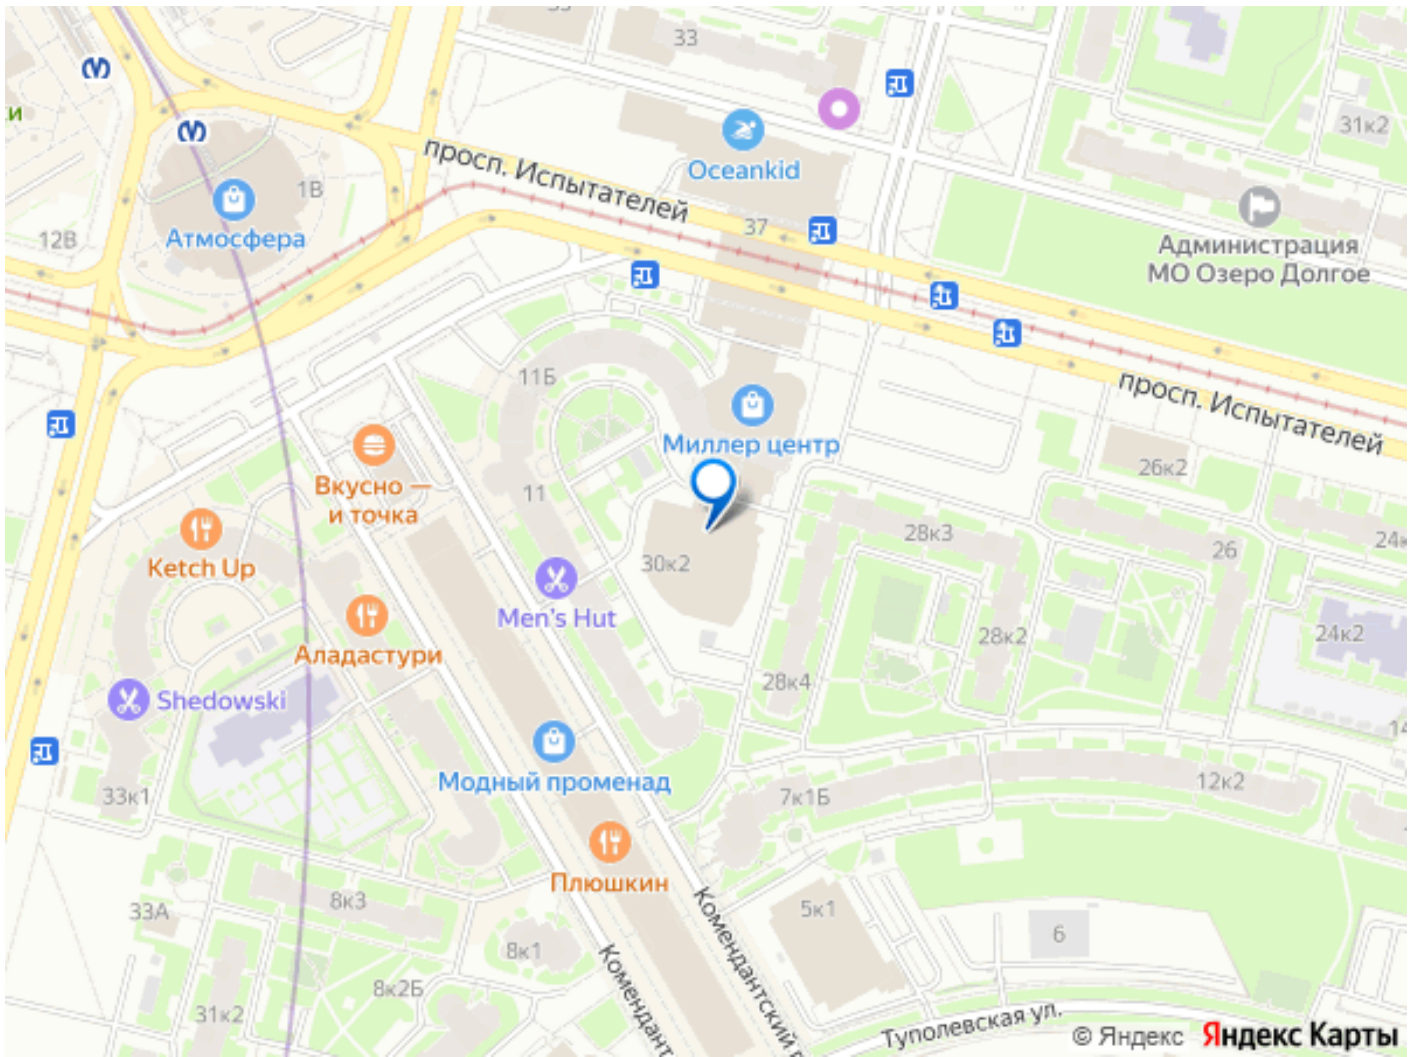 33
31к2
ки
Oceankid
просп. Испытателей
1В
37
12В
Атмосфера
Администрация
МО Озеро Долгое
11Б
просп. Испытателей
Миллер центр
26к2
Вкусно —
и точка
11
28к3
26
Ketch Up
30к2
Men's Hut
24к2
28к2
Аладастури
28к4
Shedowski
Модный променад
33к1
7к1Б
12к2
Плюшкин
8к3
33А
5к1
6
8к1
8к2Б
31к2
Комендантский п
Комендант
Туполевская ул.
© Яндекс Яндекс Карты